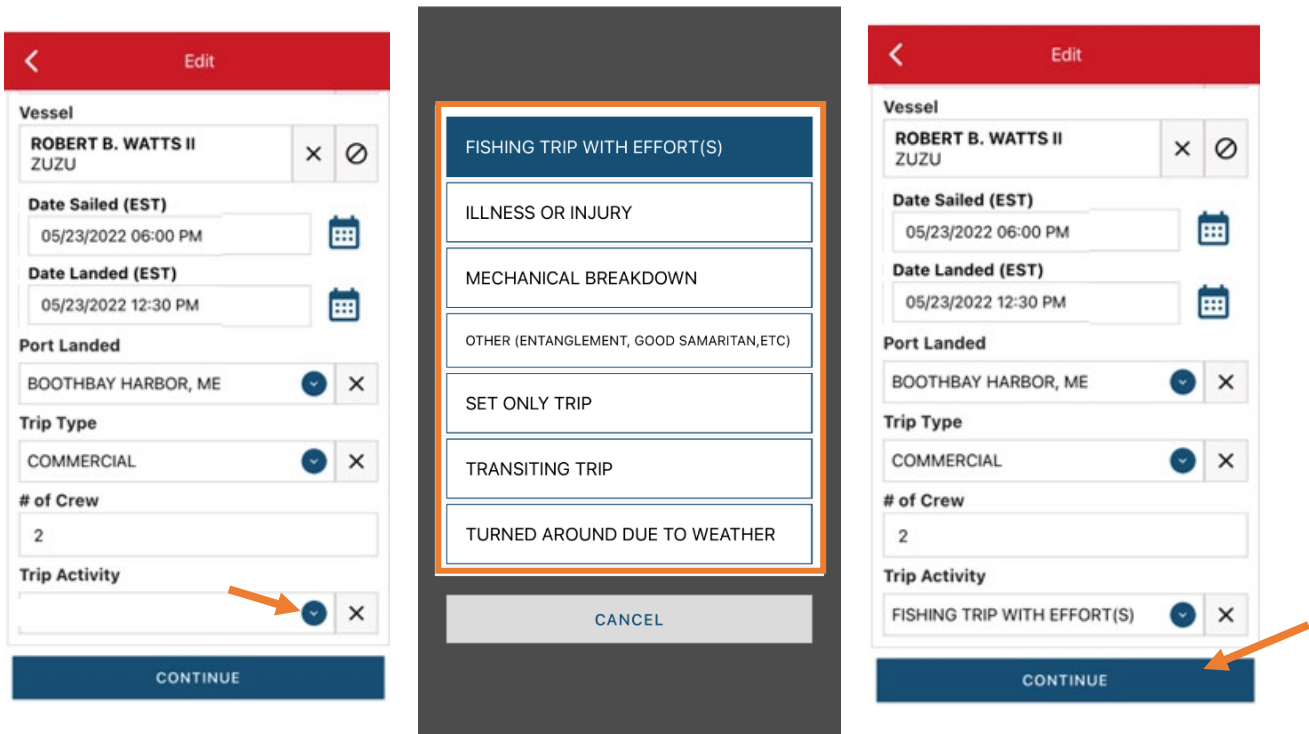 Edit
Vessel
ROBERT B. WATTS II
ZUZU
Date Sailed (EST)
05/23/2022 06:00 PM
Date Landed (EST)
05/23/2022 12:30 PM
Port Landed
BOOTHBAY HARBOR, ME
Trip Type
COMMERCIAL
# of Crew
2
Trip Activity
CONTINUE
FISHING TRIP WITH EFFORT(S)
ILLNESS OR INJURY
MECHANICAL BREAKDOWN
OTHER (ENTANGLEMENT, GOOD SAMARITAN,ETC)
SET ONLY TRIP
TRANSITING TRIP
TURNED AROUND DUE TO WEATHER
CANCEL
Edit
Vessel
ROBERT B. WATTS II
ZUZU
Date Sailed (EST)
05/23/2022 06:00 PM
Date Landed (EST)
05/23/2022 12:30 PM
Port Landed
BOOTHBAY HARBOR, ME
Trip Type
COMMERCIAL
# of Crew
2
Trip Activity
FISHING TRIP WITH EFFORT(S)
CONTINUE